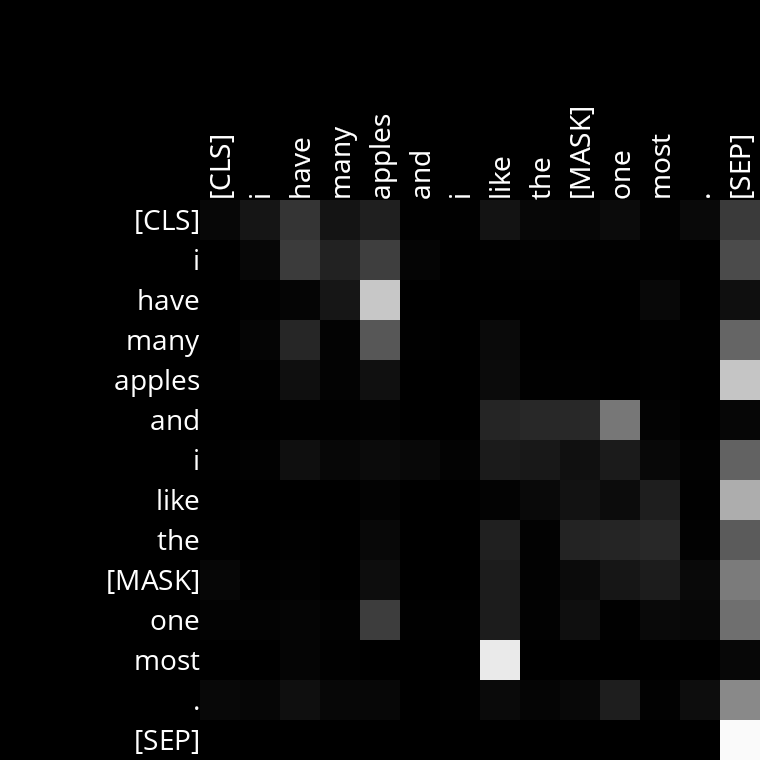 [CLS] i have many apples and i like the [MASK] one most . [SEP]
[CLS]
i
have
many
apples
and
i
like
the
[MASK]
one
most
.
[SEP]